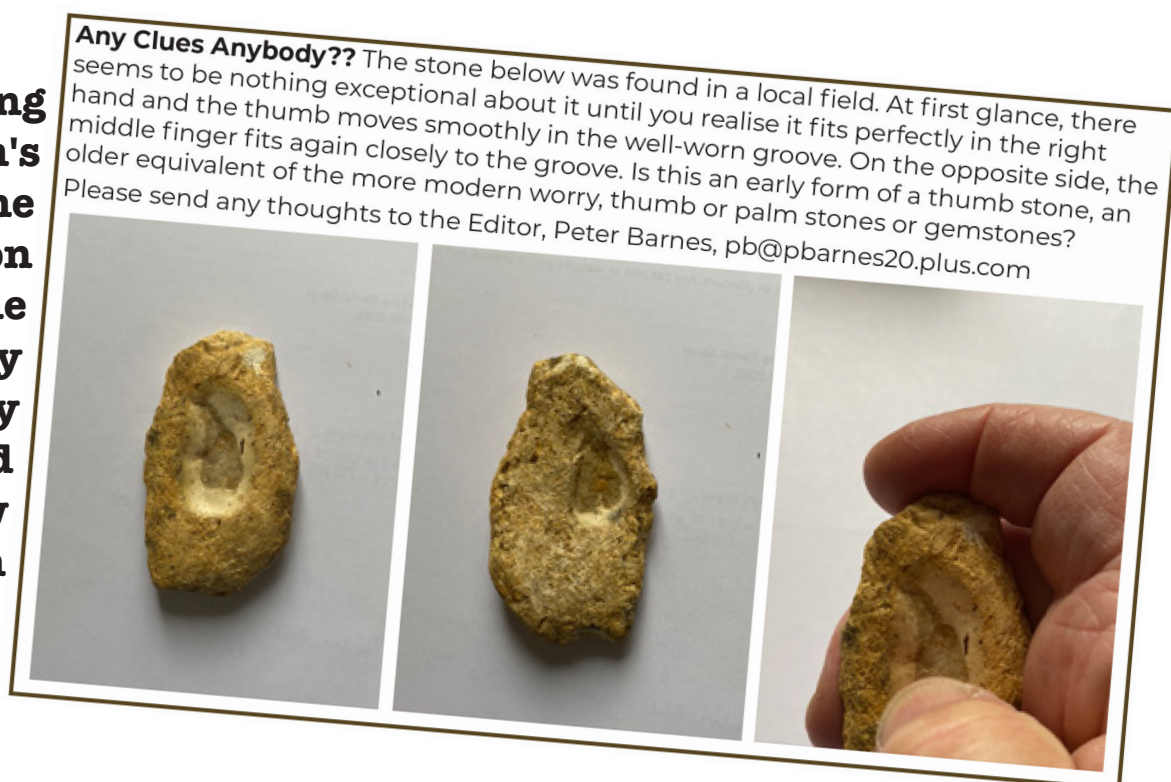 ng
n's
ne
on
le
y
y
d
y
n
Any Clues Anybody?? The stone below was found in a local field. At first glance, there
seems to be nothing exceptional about it until you realise it fits perfectly in the right
hand and the thumb moves smoothly in the well-worn groove. On the opposite side, the
middle finger fits again closely to the groove. Is this an early form of a thumb stone, an
older equivalent of the more modern worry, thumb or palm stones or gemstones?
Please send any thoughts to the Editor, Peter Barnes, pb@pbarnes20.plus.com